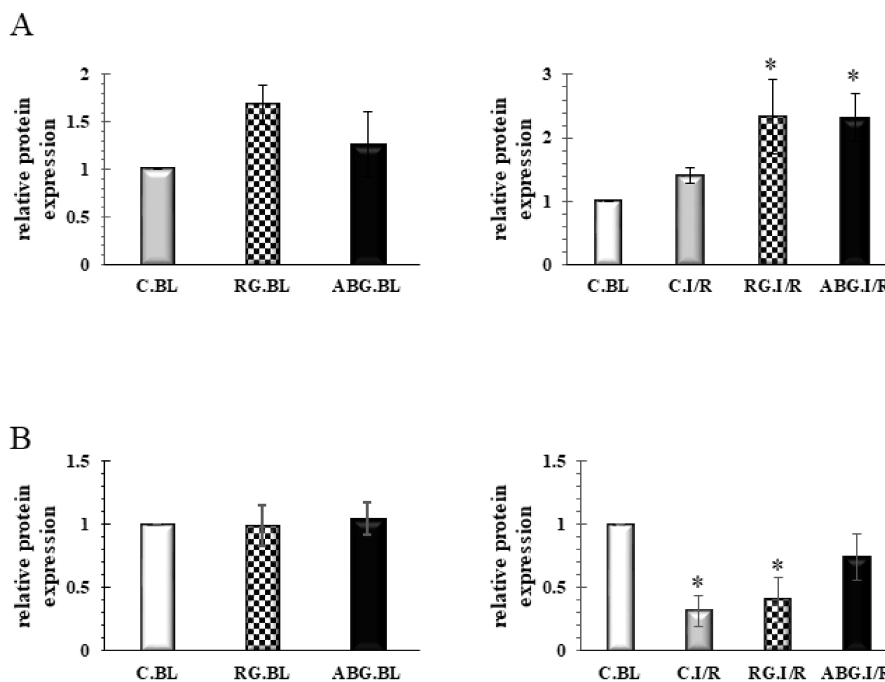 A
relative protein
expression
2
1.5
1
0.5
0
C.BL RG.BL ABG.BL
relative protein
expression
3
2
1
0
* *
C.BL C.I/R RG.I/R ABG.I/R
B
relative protein
expression
1.5
1
0.5
0
C.BL RG.BL ABG.BL
relative protein
expression
1.5
1
0.5
0
* *
C.BL C.I/R RG.I/R ABG.I/R